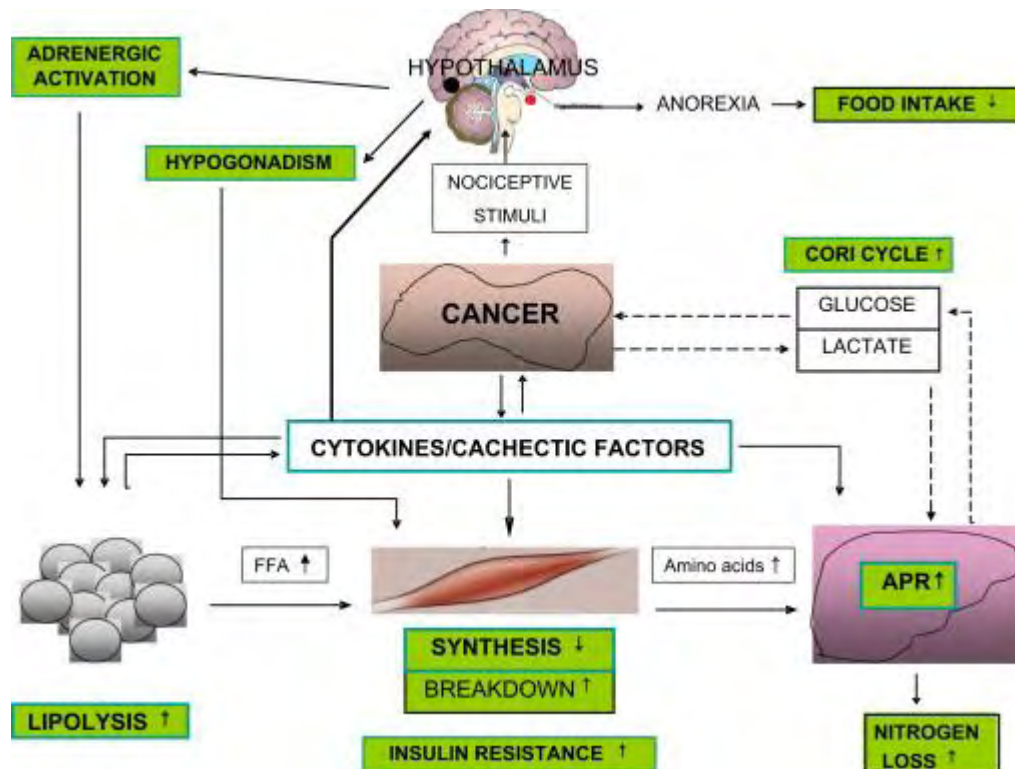 ADRENERGIC
ACTIVATION
HYPOTHALAMUS
ANOREXIA
FOOD INTAKE ↓
HYPOGONADISM
NOCICEPTIVE
STIMULI
CORI CYCLE ↑
GLUCOSE
LACTATE
CANCER
CYTOKINES/CACHECTIC FACTORS
FFA ↑
Amino acids ↑
APR ↑
SYNTHESIS ↓
BREAKDOWN ↑
LIPOLYSIS ↑
INSULIN RESISTANCE ↑
NITROGEN
LOSS ↑